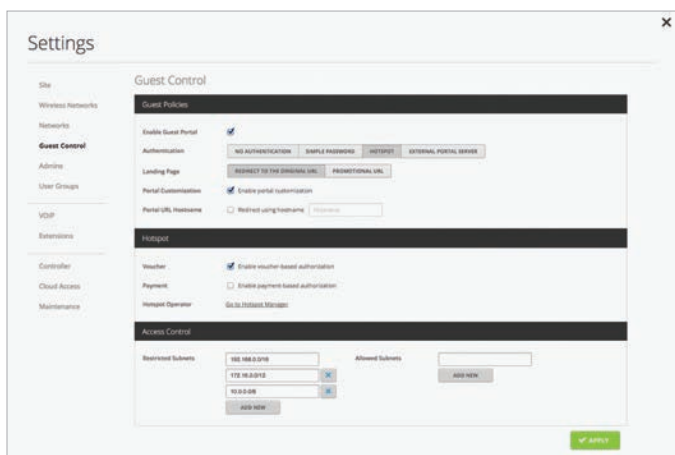 Settings
Site
Wireless Networks
Networks
Guest Control
Admins
User Groups
VOIP
Extensions
Controller
Cloud Access
Maintenance
Guest Control
Guest Policies
Enable Guest Portal
Authentication NO AUTHENTICATION SIMPLE PASSWORD HOTSPOT EXTERNAL PORTAL SERVER
Landing Page REDIRECT TO THE ORIGINAL URL PROMOTIONAL URL
Portal Customization Enable portal customization
Portal URL Hostname Redirect using hostname Hostname
Hotspot
Voucher Enable voucher-based authorization
Payment Enable payment-based authorization
Hotspot Operator Go to Hotspot Manager
Access Control
Restricted Subnets 192.168.0.0/16 Allowed Subnets
172.16.0.0/12 ADD NEW
10.0.0.0/8
ADD NEW
APPLY